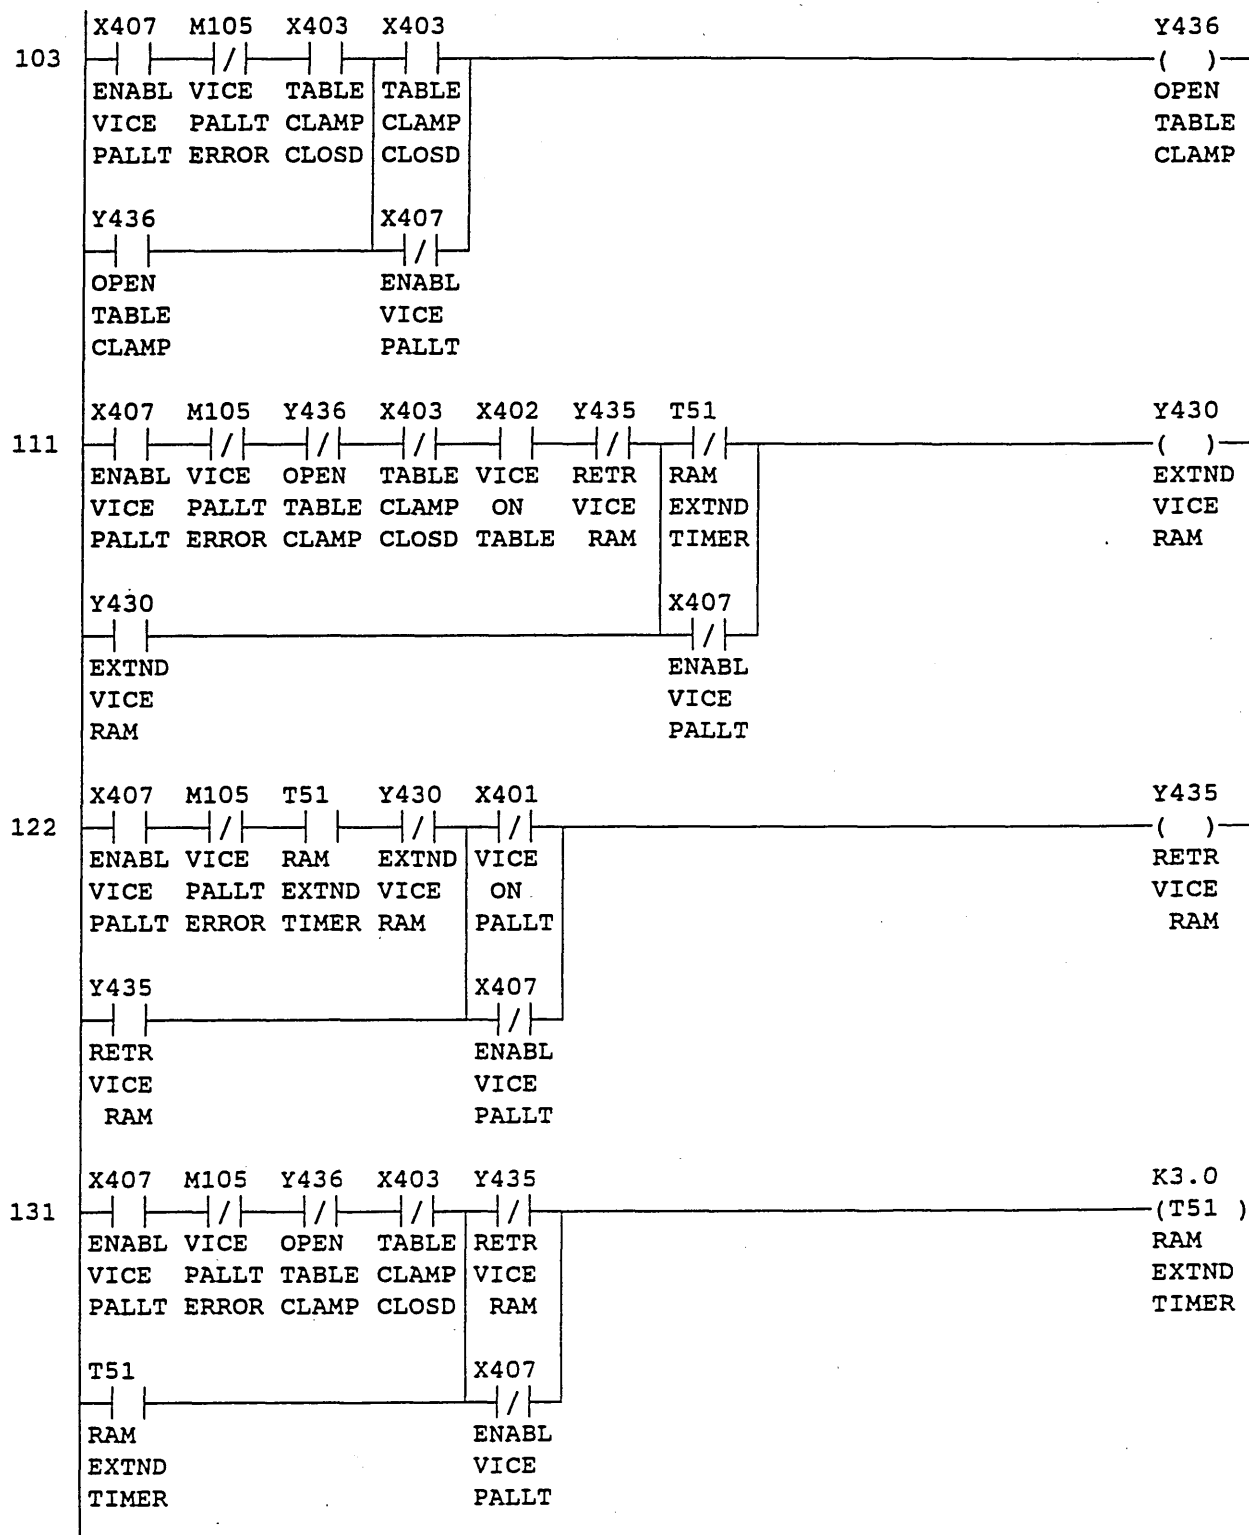 X407 M105 X403 X403 Y436
103 ( )
ENABL VICE TABLE TABLE OPEN
VICE PALLT CLAMP CLAMP TABLE
PALLT ERROR CLOSD CLOSD CLAMP
Y436 X407
OPEN ENABL
TABLE VICE
CLAMP PALLT
X407 M105 Y436 X403 X402 Y435 T51 Y430
111 ( )
ENABL VICE OPEN TABLE VICE RETR RAM EXTND
VICE PALLT TABLE CLAMP ON VICE EXTND VICE
PALLT ERROR CLAMP CLOSD TABLE RAM TIMER RAM
Y430 X407
EXTND ENABL
VICE VICE
RAM PALLT
X407 M105 T51 Y430 X401 Y435
122 ( )
ENABL VICE RAM EXTND VICE RETR
VICE PALLT EXTND VICE ON VICE
PALLT ERROR TIMER RAM PALLT RAM
Y435 X407
RETR ENABL
VICE VICE
RAM PALLT
X407 M105 Y436 X403 Y435 K3.0
131 (T51 )
ENABL VICE OPEN TABLE RETR RAM
VICE PALLT TABLE CLAMP VICE EXTND
PALLT ERROR CLAMP CLOSD RAM TIMER
T51 X407
RAM ENABL
EXTND VICE
TIMER PALLT